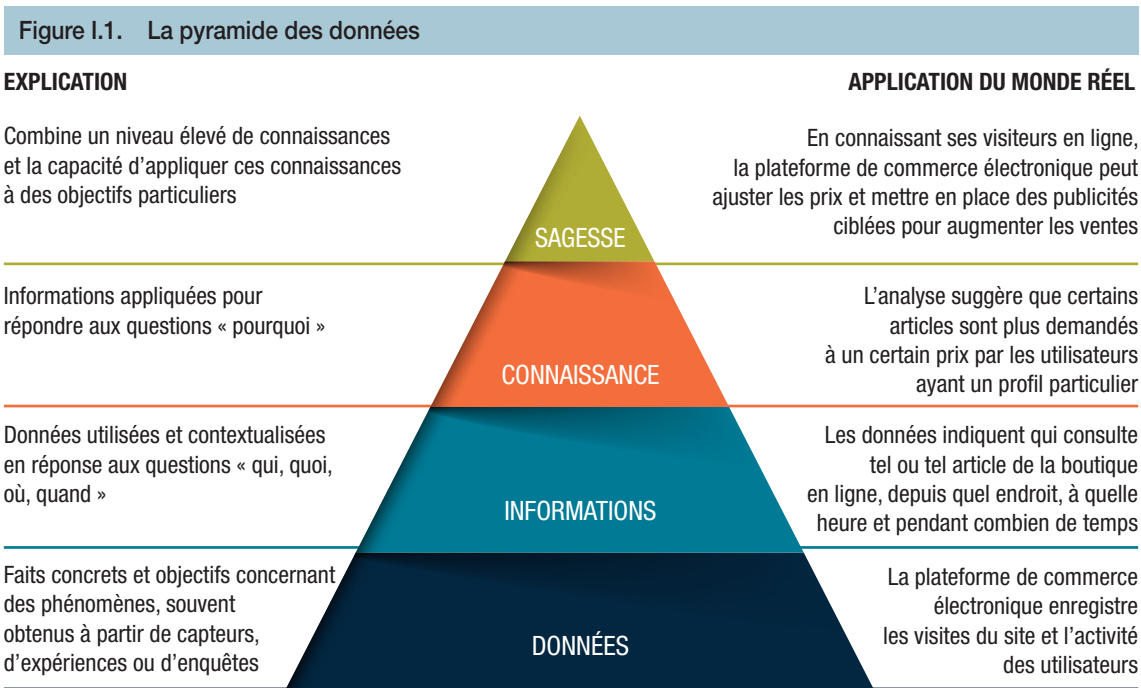 Figure I.1. La pyramide des données
EXPLICATION
APPLICATION DU MONDE RÉEL
Combine un niveau élevé de connaissances
et la capacité d'appliquer ces connaissances
à des objectifs particuliers
SAGESSE
En connaissant ses visiteurs en ligne,
la plateforme de commerce électronique peut
ajuster les prix et mettre en place des publicités
ciblées pour augmenter les ventes
Informations appliquées pour
répondre aux questions « pourquoi »
CONNAISSANCE
L'analyse suggère que certains
articles sont plus demandés
à un certain prix par les utilisateurs
ayant un profil particulier
Données utilisées et contextualisées
en réponse aux questions « qui, quoi,
où, quand »
INFORMATIONS
Les données indiquent qui consulte
tel ou tel article de la boutique
en ligne, depuis quel endroit, à quelle
heure et pendant combien de temps
Faits concrets et objectifs concernant
des phénomènes, souvent
obtenus à partir de capteurs,
d'expériences ou d'enquêtes
DONNÉES
La plateforme de commerce
électronique enregistre
les visites du site et l'activité
des utilisateurs